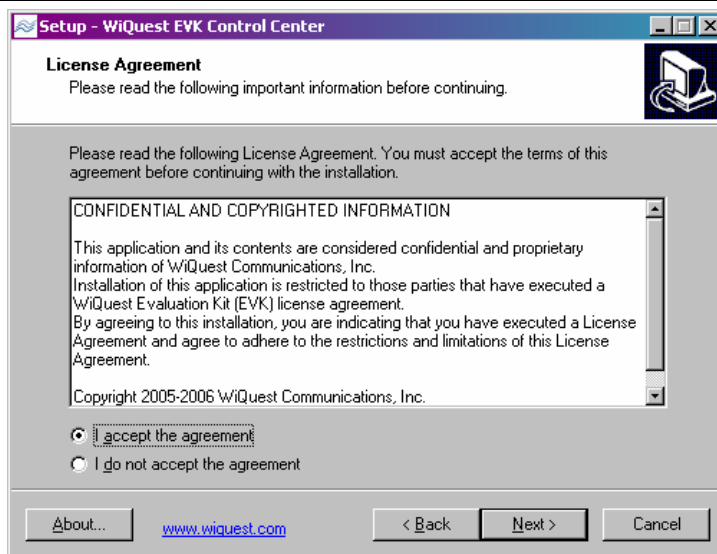 Setup - WiQuest EVK Control Center
License Agreement
Please read the following important information before continuing.
Please read the following License Agreement. You must accept the terms of this
agreement before continuing with the installation.
CONFIDENTIAL AND COPYRIGHTED INFORMATION
This application and its contents are considered confidential and proprietary
information of WiQuest Communications, Inc.
Installation of this application is restricted to those parties that have executed a
WiQuest Evaluation Kit (EVK) license agreement.
By agreeing to this installation, you are indicating that you have executed a License
Agreement and agree to adhere to the restrictions and limitations of this License
Agreement.
Copyright 2005-2006 WiQuest Communications, Inc.
I accept the agreement
I do not accept the agreement
About... www.wiquest.com < Back Next > Cancel